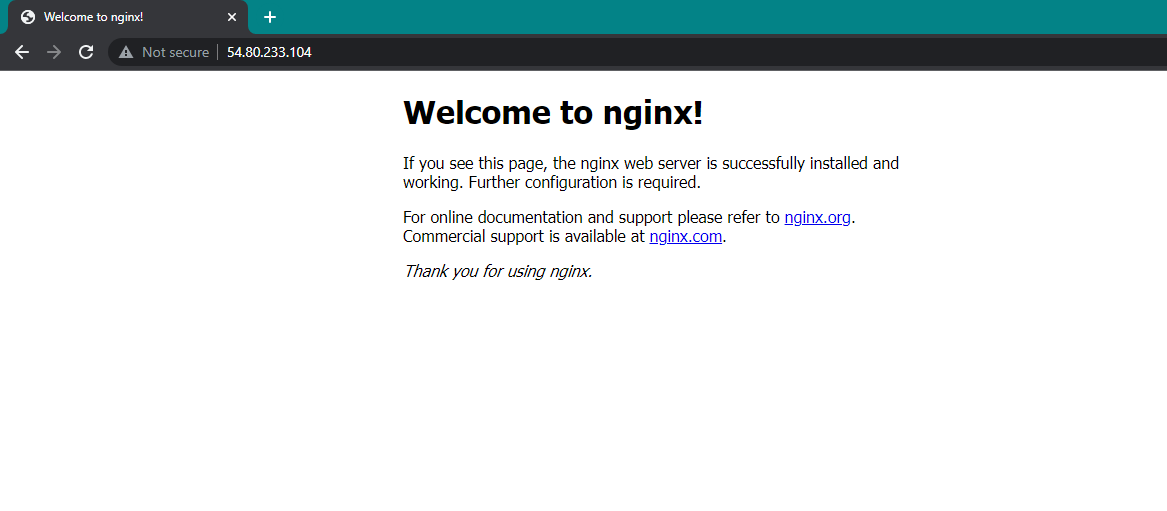 Welcome to nginx!
Not secure 54.80.233.104
Welcome to nginx!
If you see this page, the nginx web server is successfully installed and
working. Further configuration is required.
For online documentation and support please refer to nginx.org.
Commercial support is available at nginx.com.
Thank you for using nginx.